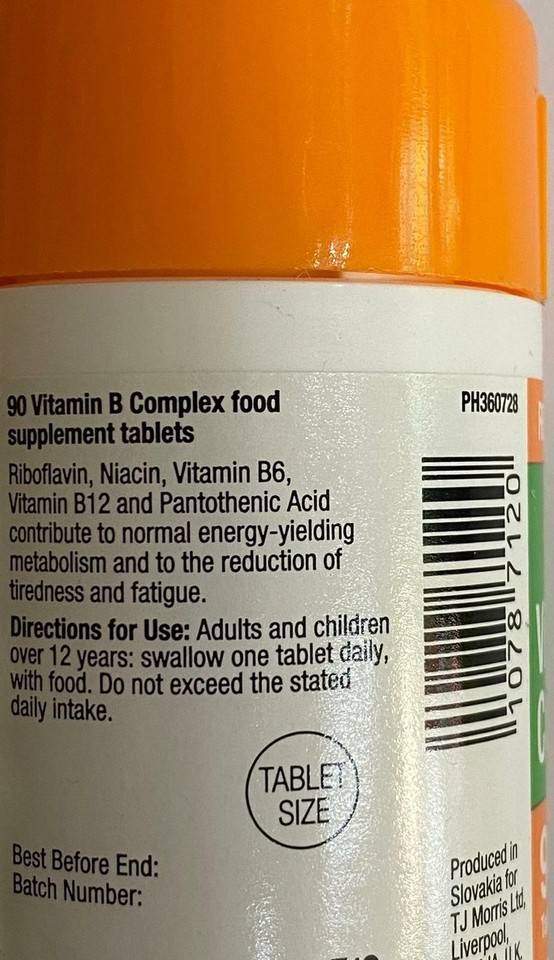 90 Vitamin B Complex food
supplement tablets
Riboflavin, Niacin, Vitamin B6,
Vitamin B12 and Pantothenic Acid
contribute to normal energy-yielding
metabolism and to the reduction of
tiredness and fatigue.
Directions for Use: Adults and children
over 12 years: swallow one tablet daily,
with food. Do not exceed the stated
daily intake.
TABLET
SIZE
Best Before End:
Batch Number:
PH360728
1078 7120
Produced in
Slovakia for
TJ Morris Ltd,
Liverpool,
U.K.